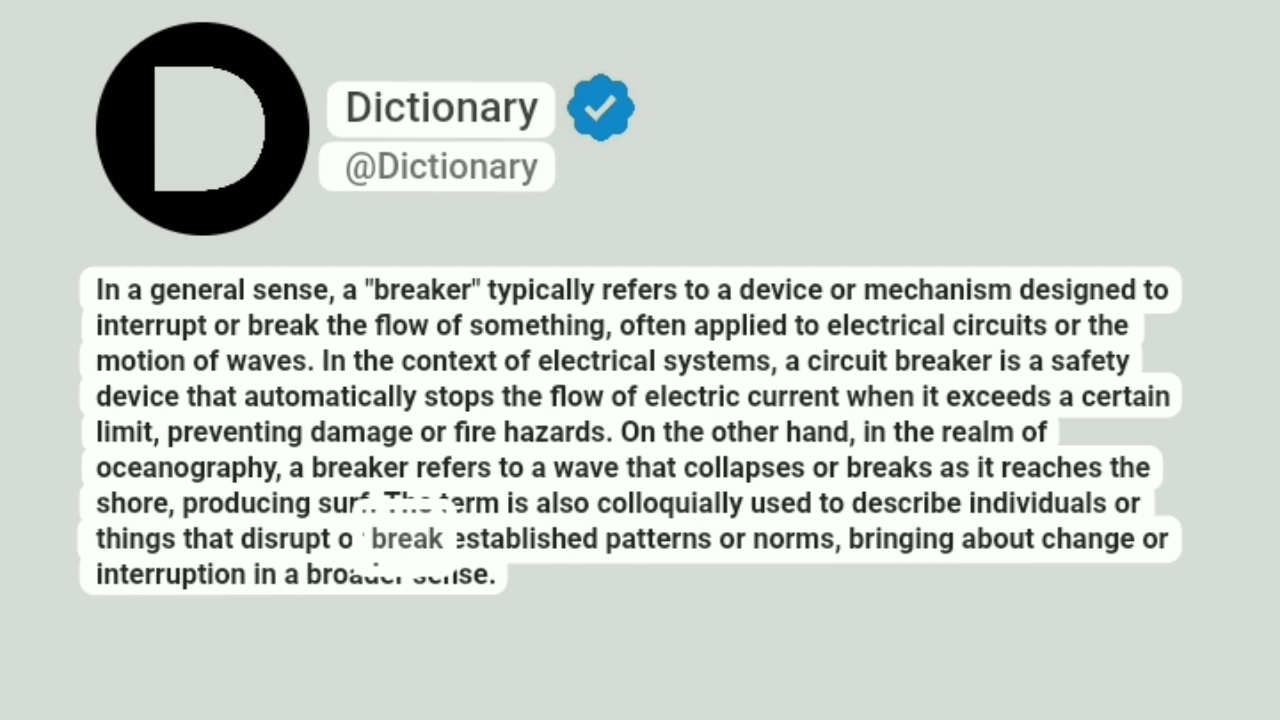 D
Dictionary
@Dictionary
In a general sense, a "breaker" typically refers to a device or mechanism designed to
interrupt or break the flow of something, often applied to electrical circuits or the
motion of waves. In the context of electrical systems, a circuit breaker is a safety
device that automatically stops the flow of electric current when it exceeds a certain
limit, preventing damage or fire hazards. On the other hand, in the realm of
oceanography, a breaker refers to a wave that collapses or breaks as it reaches the
shore, producing surf. The term is also colloquially used to describe individuals or
things that disrupt or break established patterns or norms, bringing about change or
interruption in a broader sense.